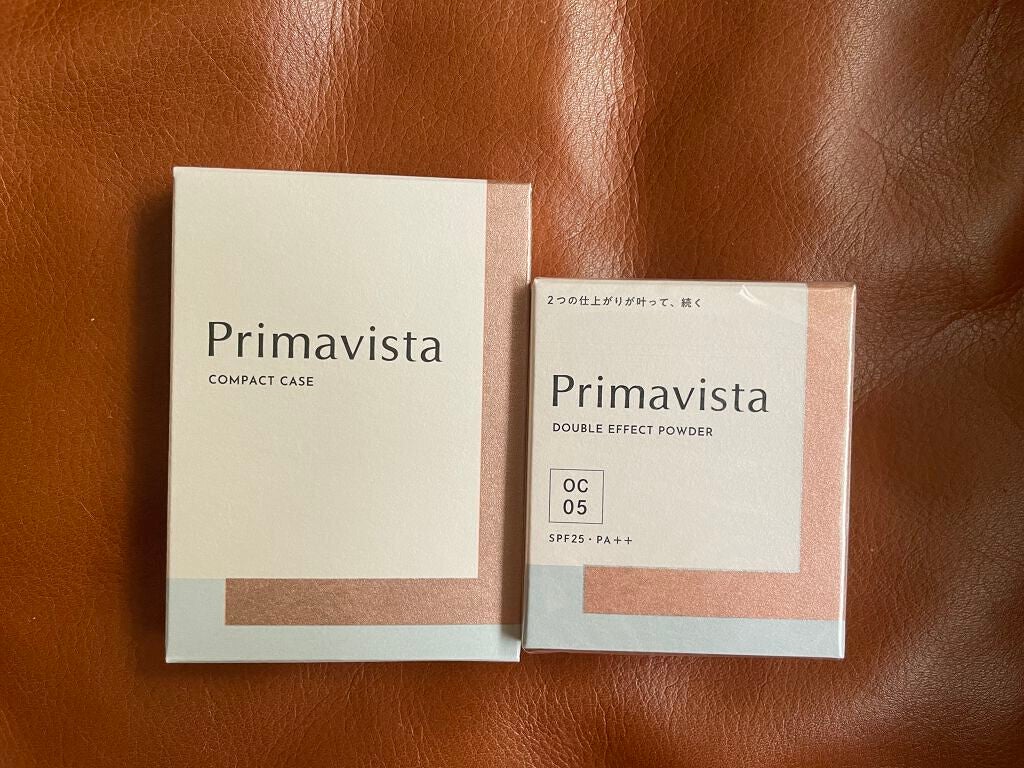 Primavista
COMPACT CASE
2つの仕上がりが叶って、続く
Primavista
DOUBLE EFFECT POWDER
OC
05
SPF25・PA++